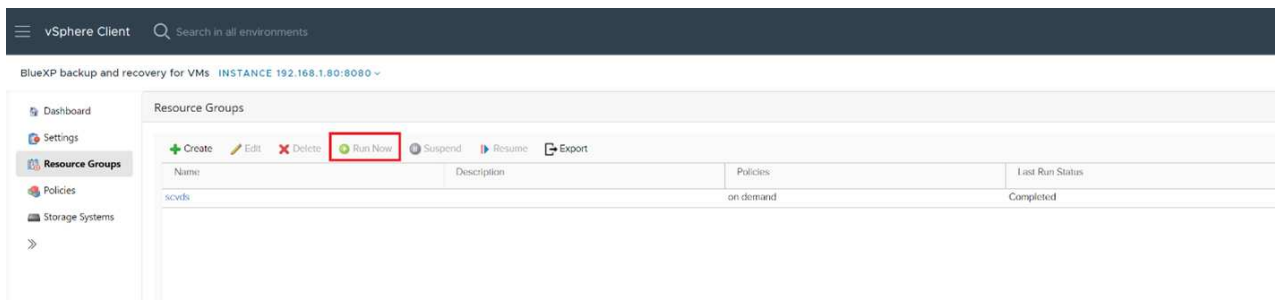 vSphere Client Search in all environments
BlueXP backup and recovery for VMs INSTANCE 192.168.1.80:8080
Dashboard
Settings
Resource Groups
Policies
Storage Systems
Resource Groups
Create Edit Delete Run Now Suspend Resume Export
Name Description Policies Last Run Status
scvds on demand Completed